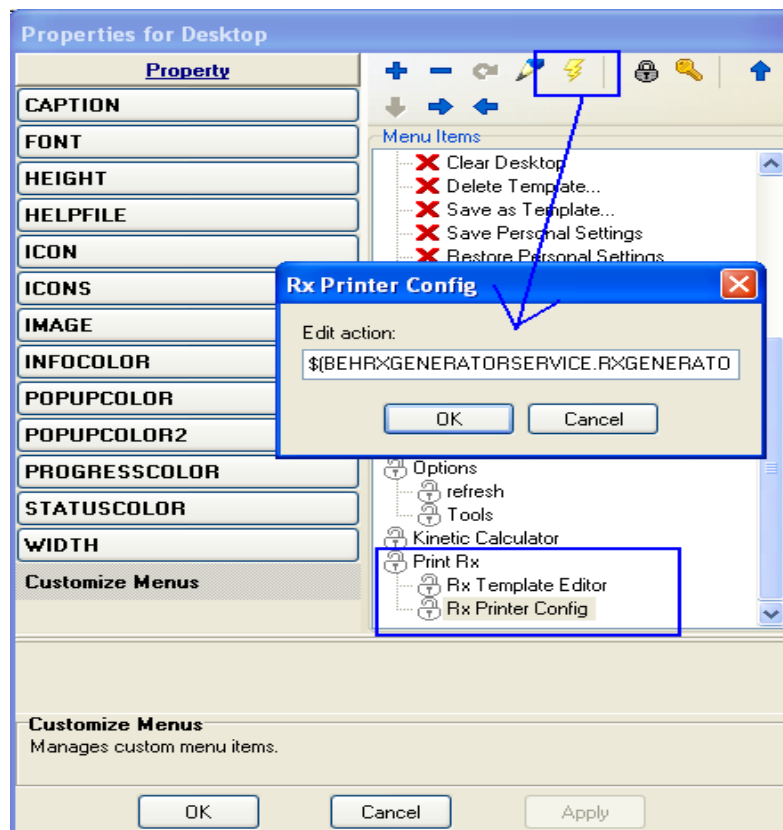 Properties for Desktop
Property
CAPTION
FONT
HEIGHT
HELPFILE
ICON
ICONS
IMAGE
INFOCOLOR
POPUPCOLOR
POPUPCOLOR2
PROGRESSCOLOR
STATUSCOLOR
WIDTH
Customize Menus
Menu Items
Clear Desktop
Delete Template...
Save as Template...
Save Personal Settings
Restore Personal Settings
Rx Printer Config
Edit action:
$(BEHRXGENERATORSERVICE.RXGENERATO
OK
Cancel
Options
refresh
Tools
Kinetic Calculator
Print Rx
Rx Template Editor
Rx Printer Config
Customize Menus
Manages custom menu items.
OK
Cancel
Apply